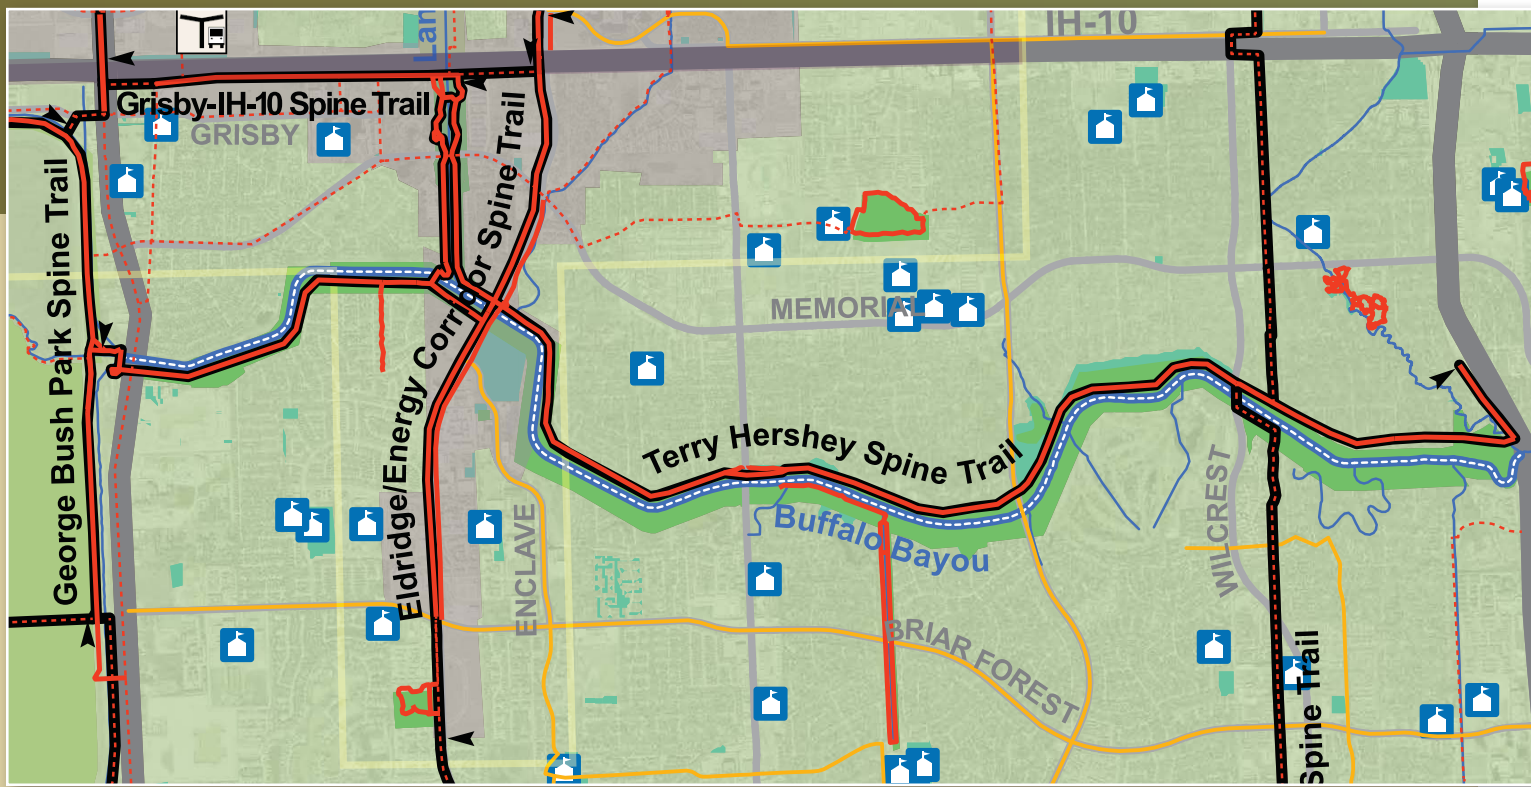 IH-10
Lan
Grisby-IH-10 Spine Trail
GRISBY
George Bush Park Spine Trail
Eldridge/Energy Corridor Spine Trail
MEMORIAL
Terry Hershey Spine Trail
Buffalo Bayou
ENCLAVE
WILCREST
BRIAR FOREST
Spine Trail